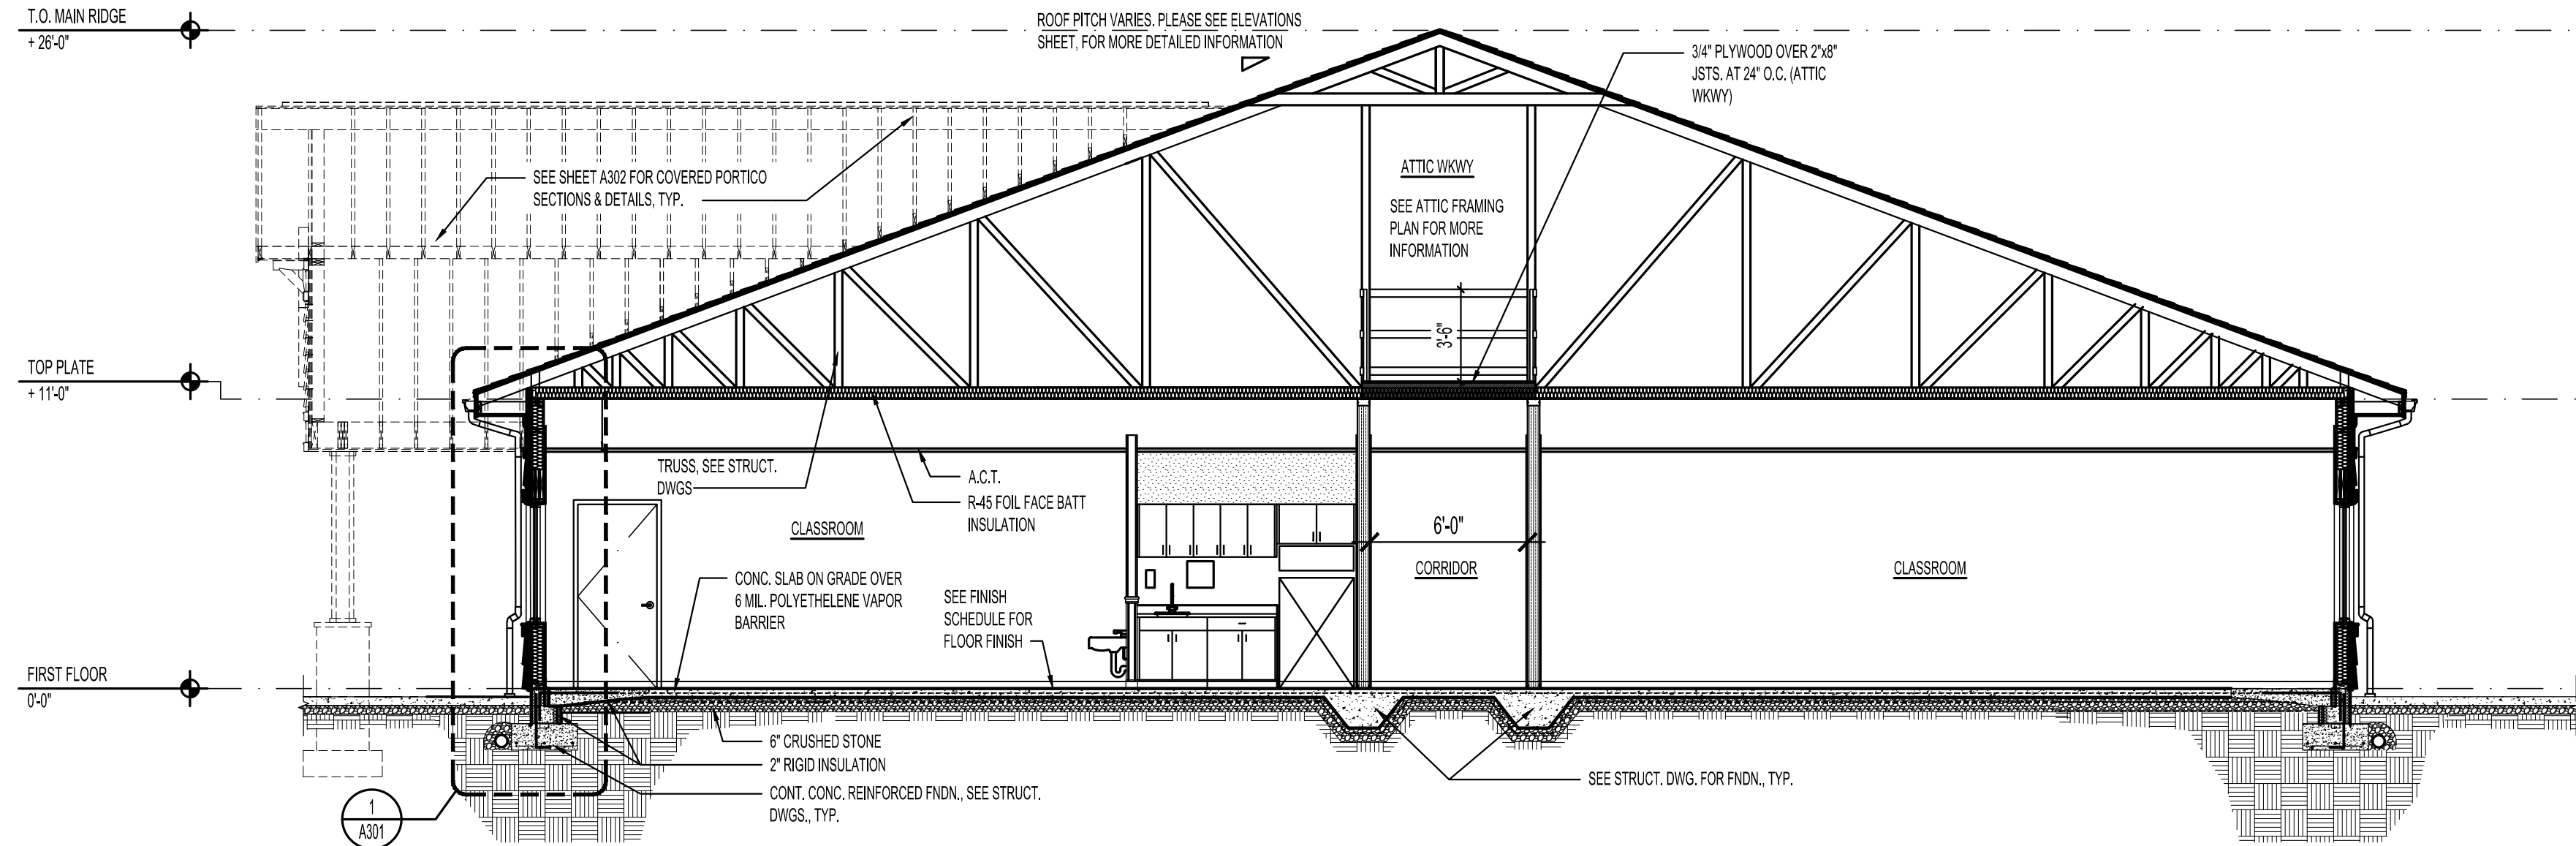 T.O. MAIN RIDGE
+ 26'-0"
ROOF PITCH VARIES. PLEASE SEE ELEVATIONS
SHEET, FOR MORE DETAILED INFORMATION
3/4" PLYWOOD OVER 2"x8"
JSTS, AT 24" O.C. (ATTIC
WKWY)
SEE SHEET A302 FOR COVERED PORTICO
SECTIONS & DETAILS, TYP.
ATTIC WKWY
SEE ATTIC FRAMING
PLAN FOR MORE
INFORMATION
3'-6"
TOP PLATE
+ 11'-0"
TRUSS, SEE STRUCT.
DWGS
A.C.T.
R-45 FOIL FACE BATT
INSULATION
CLASSROOM
6'-0"
CORRIDOR
CLASSROOM
CONC. SLAB ON GRADE OVER
6 MIL. POLYETHELENE VAPOR
BARRIER
SEE FINISH
SCHEDULE FOR
FLOOR FINISH
FIRST FLOOR
0'-0"
6" CRUSHED STONE
2" RIGID INSULATION
CONT. CONC. REINFORCED FNDN., SEE STRUCT.
DWGS., TYP.
SEE STRUCT. DWG. FOR FNDN., TYP.
1
A301